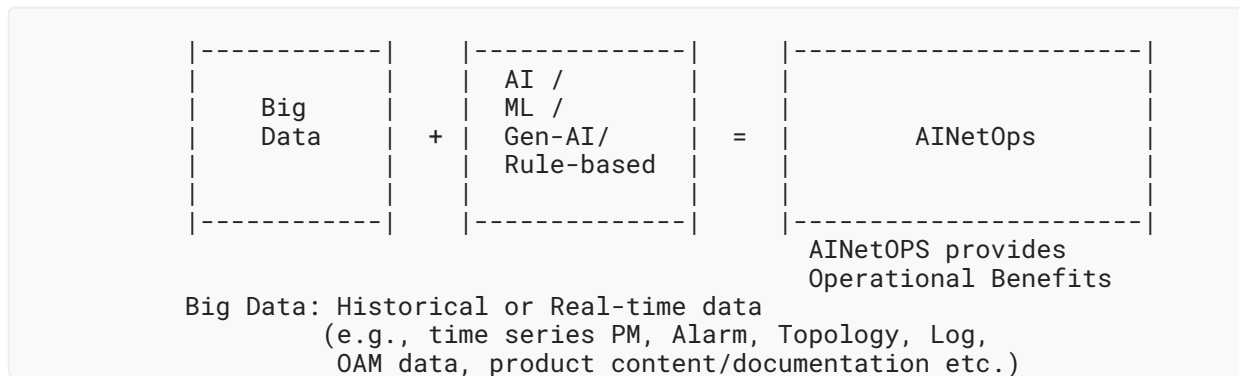 |------------|    |--------------|     |-----------------------|
|            |    |  AI /        |     |                       |
|    Big     |    |  ML /        |     |                       |
|    Data    |  + |  Gen-AI/     |  =  |        AINetOps       |
|            |    |  Rule-based  |     |                       |
|            |    |              |     |                       |
|------------|    |--------------|     |-----------------------|
AINetOPS provides
Operational Benefits
Big Data: Historical or Real-time data
(e.g., time series PM, Alarm, Topology, Log,
OAM data, product content/documentation etc.)